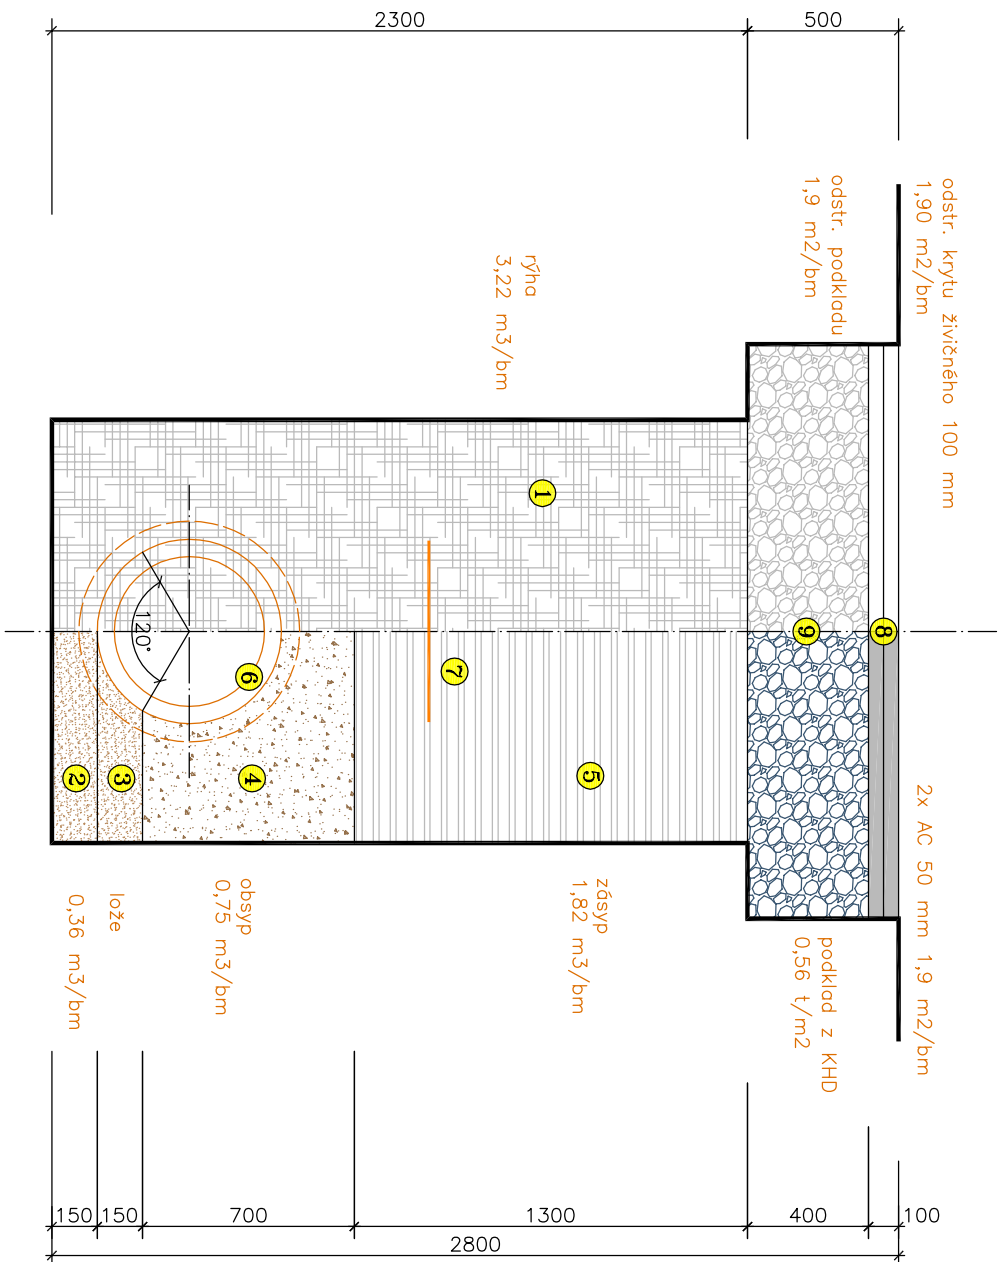 2300
500
odstr. krytu živičného 100 mm
1,90 m2/bm
odstr. podkladu
1,9 m2/bm
rýha
3,22 m3/bm
1
8
9
120°
6
7
2
3
4
5
2x AC 50 mm 1,9 m2/bm
podklad z KHD
0,56 t/m2
zásyp
1,82 m3/bm
obsyp
0,75 m3/bm
lože
0,36 m3/bm
150
150
700
1300
400
100
2800